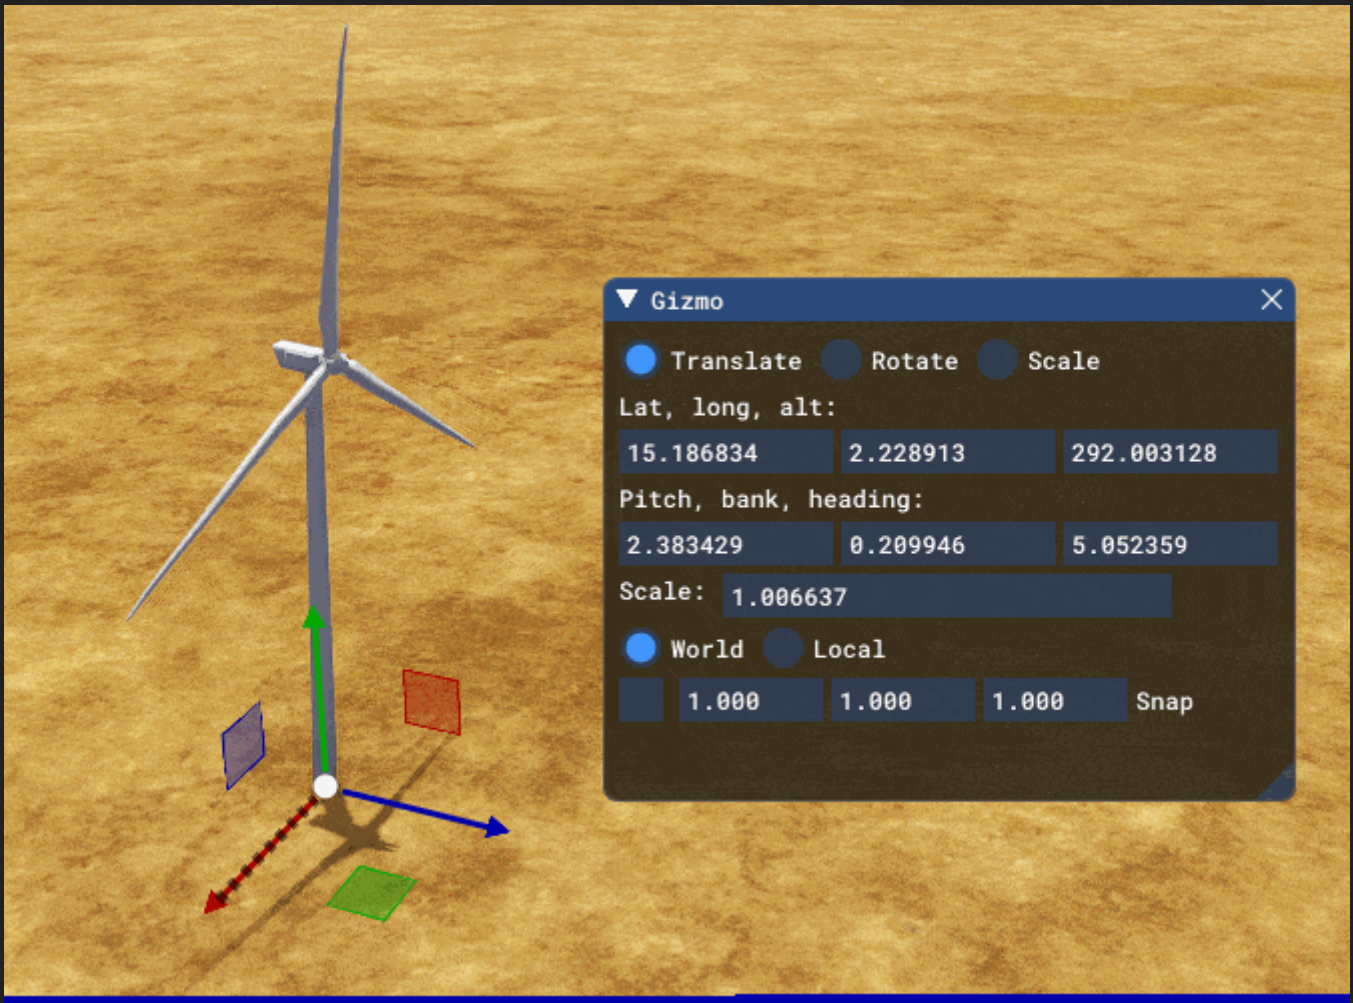 Gizmo
Translate Rotate Scale
Lat, long, alt:
15.186834 2.228913 292.003128
Pitch, bank, heading:
2.383429 0.209946 5.052359
Scale: 1.006637
World Local
1.000 1.000 1.000 Snap